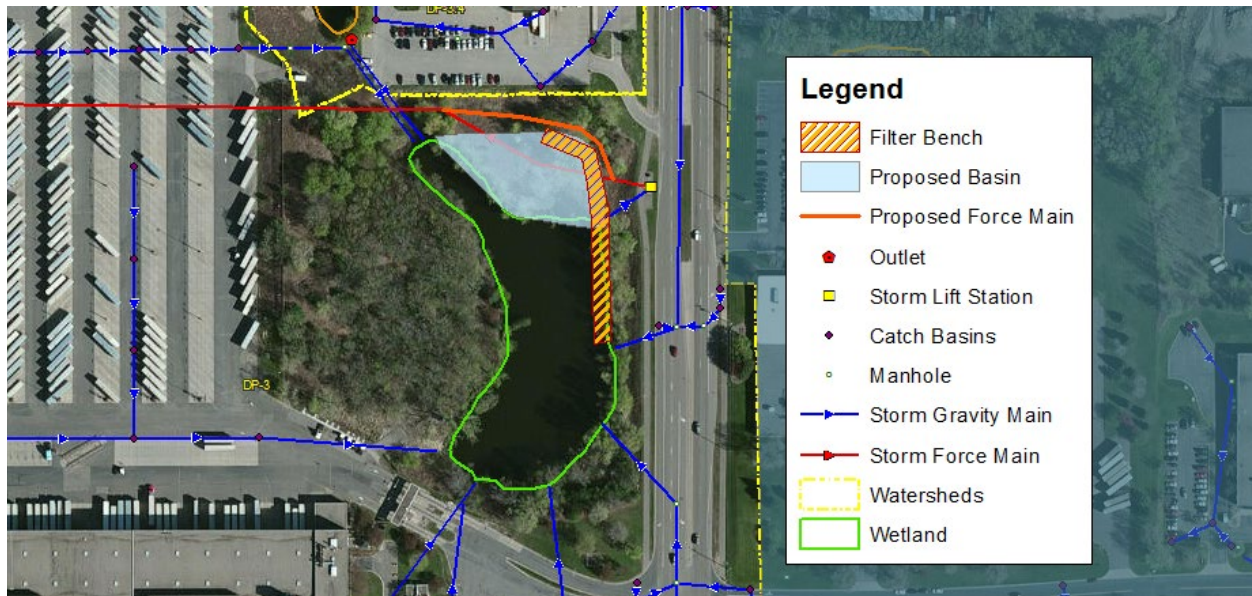 DP-3.4
Legend
Filter Bench
Proposed Basin
Proposed Force Main
Outlet
Storm Lift Station
Catch Basins
Manhole
Storm Gravity Main
Storm Force Main
Watersheds
Wetland
DP-3